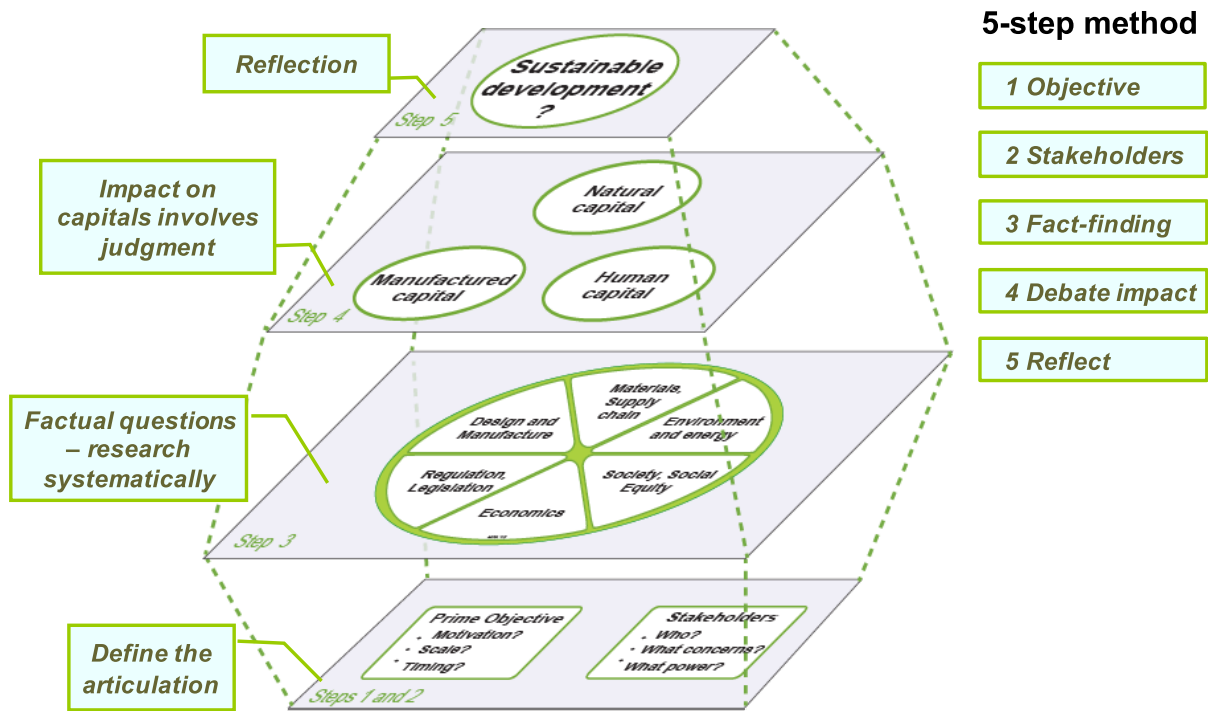 5-step method
1 Objective
2 Stakeholders
3 Fact-finding
4 Debate impact
5 Reflect
Reflection
Sustainable
development
?
Step 5
Impact on
capitals involves
judgment
Natural
capital
Manufactured
capital
Human
capital
Step 4
Factual questions
– research
systematically
Materials,
Supply
chain
Design and
Manufacture
Environment
and energy
Regulation,
Legislation
Society, Social
Equity
Economics
Step 3
Define the
articulation
Prime Objective
• Motivation?
• Scale?
• Timing?
Stakeholders
• Who?
• What concerns?
• What power?
Steps 1 and 2